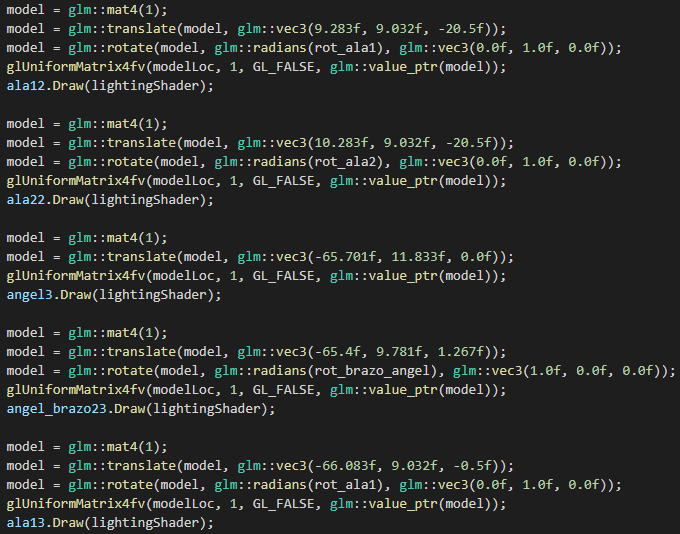 model = glm::mat4(1);
model = glm::translate(model, glm::vec3(9.283f, 9.032f, -20.5f));
model = glm::rotate(model, glm::radians(rot_ala1), glm::vec3(0.0f, 1.0f, 0.0f));
glUniformMatrix4fv(modelLoc, 1, GL_FALSE, glm::value_ptr(model));
ala12.Draw(lightingShader);

model = glm::mat4(1);
model = glm::translate(model, glm::vec3(10.283f, 9.032f, -20.5f));
model = glm::rotate(model, glm::radians(rot_ala2), glm::vec3(0.0f, 1.0f, 0.0f));
glUniformMatrix4fv(modelLoc, 1, GL_FALSE, glm::value_ptr(model));
ala22.Draw(lightingShader);

model = glm::mat4(1);
model = glm::translate(model, glm::vec3(-65.701f, 11.833f, 0.0f));
glUniformMatrix4fv(modelLoc, 1, GL_FALSE, glm::value_ptr(model));
angel3.Draw(lightingShader);

model = glm::mat4(1);
model = glm::translate(model, glm::vec3(-65.4f, 9.781f, 1.267f));
model = glm::rotate(model, glm::radians(rot_brazo_angel), glm::vec3(1.0f, 0.0f, 0.0f));
glUniformMatrix4fv(modelLoc, 1, GL_FALSE, glm::value_ptr(model));
angel_brazo23.Draw(lightingShader);

model = glm::mat4(1);
model = glm::translate(model, glm::vec3(-66.083f, 9.032f, -0.5f));
model = glm::rotate(model, glm::radians(rot_ala1), glm::vec3(0.0f, 1.0f, 0.0f));
glUniformMatrix4fv(modelLoc, 1, GL_FALSE, glm::value_ptr(model));
ala13.Draw(lightingShader);